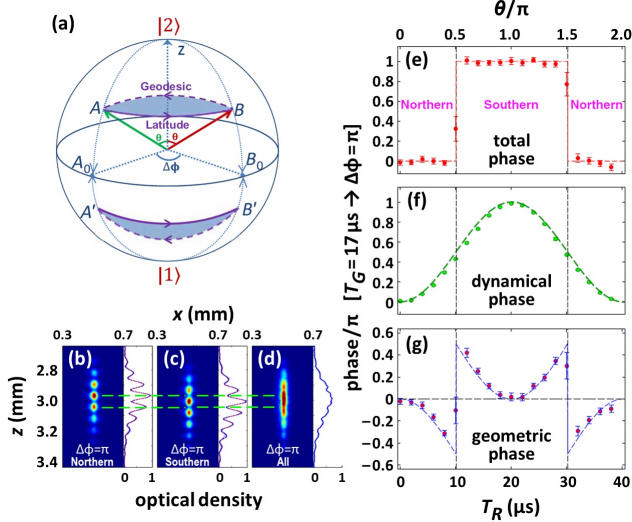 (a)
|2⟩
z
Geodesic
A
B
Latitude
θ θ
A₀
B₀
Δϕ
A'
B'
|1⟩
x (mm)
0.3 0.7 0.3 0.7 0.3 0.7
z (mm)
2.8
3.0
3.2
3.4
(b)
Δϕ=π
Northern
(c)
Δϕ=π
Southern
(d)
Δϕ=π
All
0 1 0 1 0 1
optical density
θ/π
0.0 0.5 1.0 1.5 2.0
phase/π [T_G = 17 µs → Δϕ = π]
(e)
1
0.8
0.6
0.4
0.2
0
Northern
Southern
Northern
total
phase
(f)
1
0.8
0.6
0.4
0.2
0
dynamical
phase
(g)
0.6
0.4
0.2
0
−0.2
−0.4
−0.6
geometric
phase
0 10 20 30 40
T_R (µs)